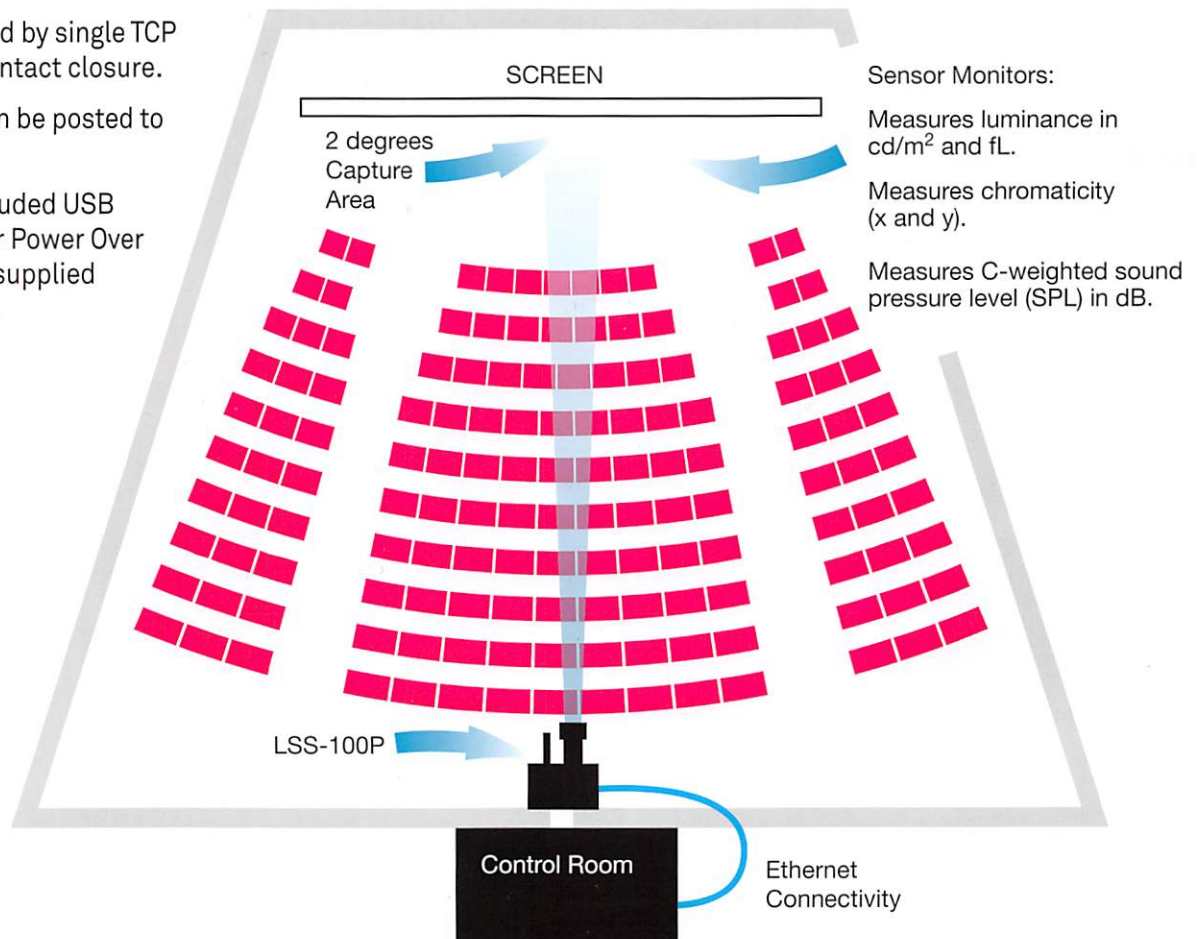 d by single TCP
ntact closure.
n be posted to
uded USB
r Power Over
supplied
SCREEN
2 degrees
Capture
Area
Sensor Monitors:
Measures luminance in
cd/m² and fL.
Measures chromaticity
(x and y).
Measures C-weighted sound
pressure level (SPL) in dB.
LSS-100P
Control Room
Ethernet
Connectivity